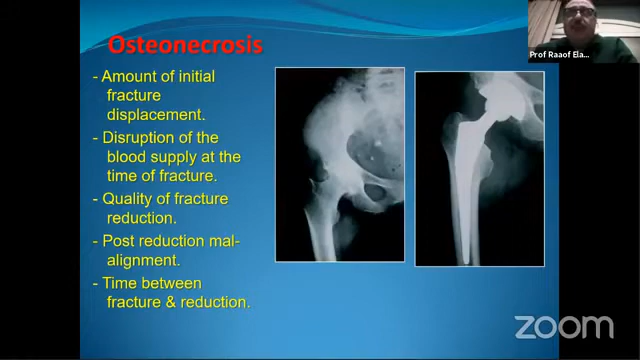 Osteonecrosis
- Amount of initial
fracture
displacement.
- Disruption of the
blood supply at the
time of fracture.
- Quality of fracture
reduction.
- Post reduction mal-
alignment.
- Time between
fracture & reduction.
Prof Raaof Ela...
zoom